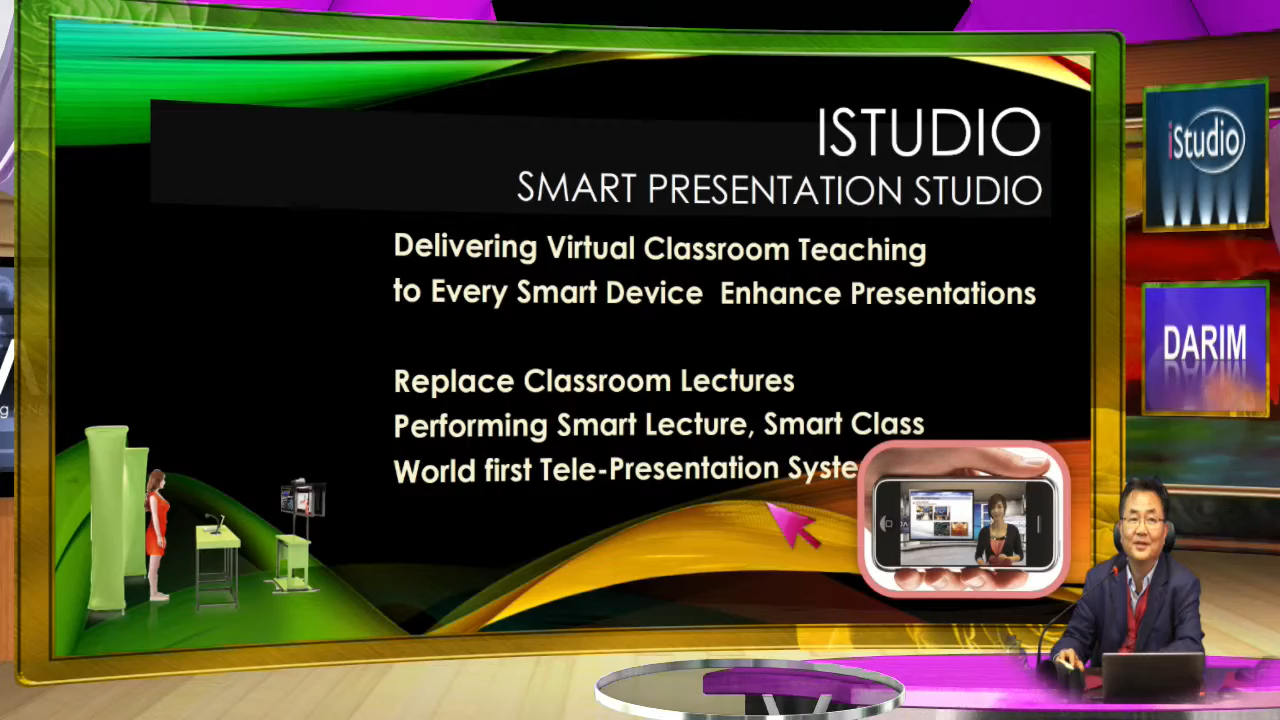 ISTUDIO
SMART PRESENTATION STUDIO
Delivering Virtual Classroom Teaching
to Every Smart Device Enhance Presentations
Replace Classroom Lectures
Performing Smart Lecture, Smart Class
World first Tele-Presentation Syste
iStudio
DARIM